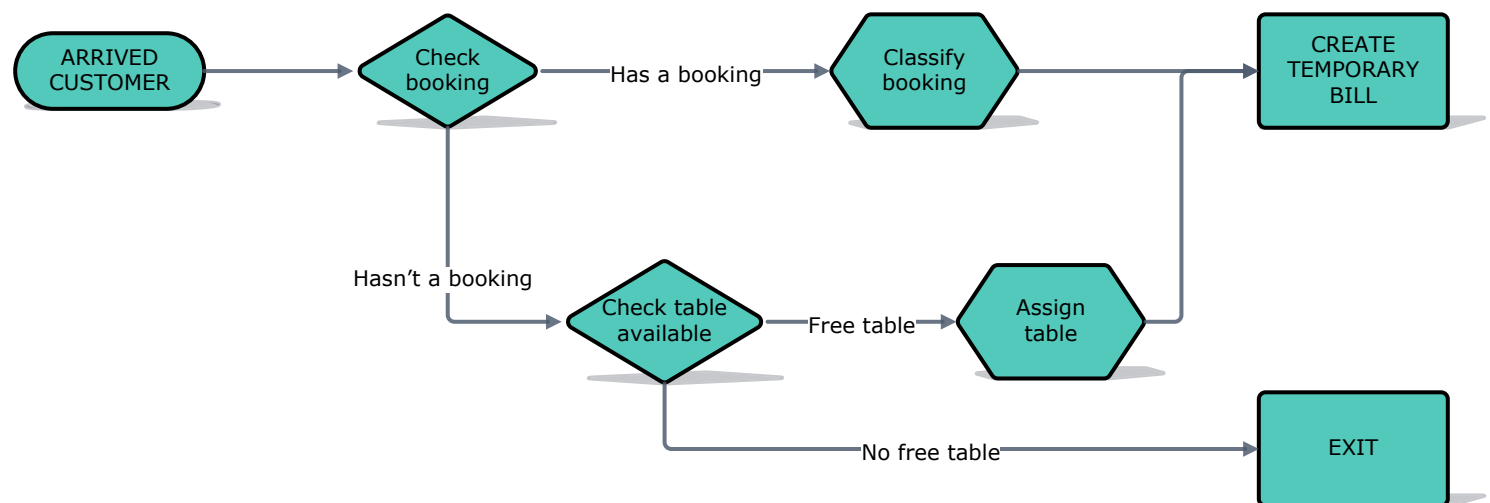 ARRIVED
CUSTOMER
Check
booking
Has a booking
Classify
booking
CREATE
TEMPORARY
BILL
Hasn’t a booking
Check table
available
Free table
Assign
table
No free table
EXIT